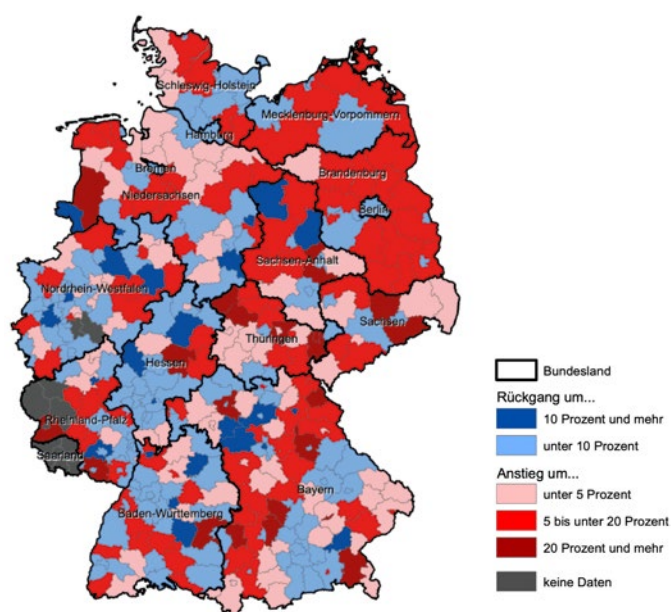 Schleswig-Holstein
Mecklenburg-Vorpommern
Hamburg
Bremen
Brandenburg
Niedersachsen
Berlin
Sachsen-Anhalt
Nordrhein-Westfalen
Sachsen
Thüringen
Hessen
Rheinland-Pfalz
Saarland
Bayern
Baden-Württemberg
Bundesland
Rückgang um...
10 Prozent und mehr
unter 10 Prozent
Anstieg um...
unter 5 Prozent
5 bis unter 20 Prozent
20 Prozent und mehr
keine Daten